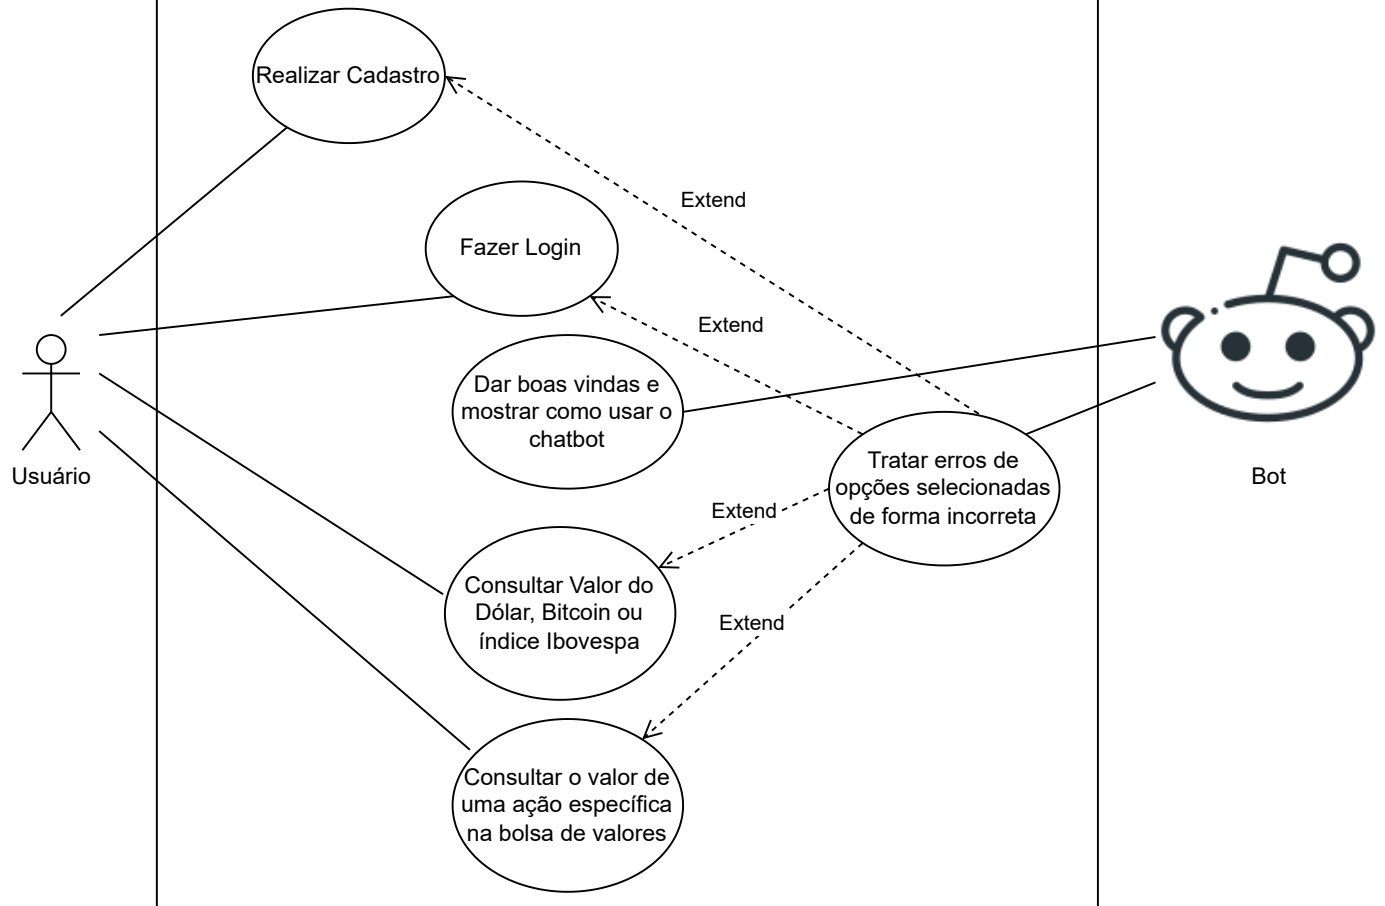 Realizar Cadastro
Extend
Fazer Login
Extend
Dar boas vindas e
mostrar como usar o
chatbot
Tratar erros de
opções selecionadas
de forma incorreta
Usuário
Bot
Extend
Consultar Valor do
Dólar, Bitcoin ou
índice Ibovespa
Extend
Consultar o valor de
uma ação específica
na bolsa de valores